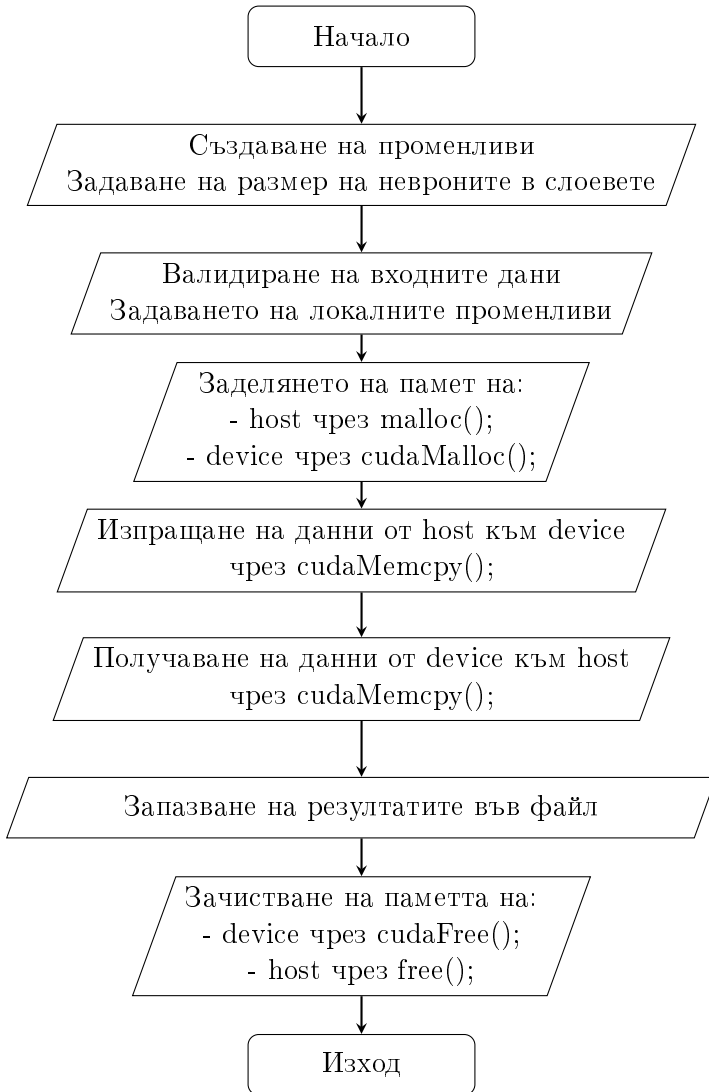 Начало
Създаване на променливи
Задаване на размер на невроните в слоевете
Валидиране на входните дани
Задаването на локалните променливи
Заделянето на памет на:
- host чрез malloc();
- device чрез cudaMalloc();
Изпращане на данни от host към device
чрез cudaMemcpy();
Получаване на данни от device към host
чрез cudaMemcpy();
Запазване на резултатите във файл
Зачистване на паметта на:
- device чрез cudaFree();
- host чрез free();
Изход